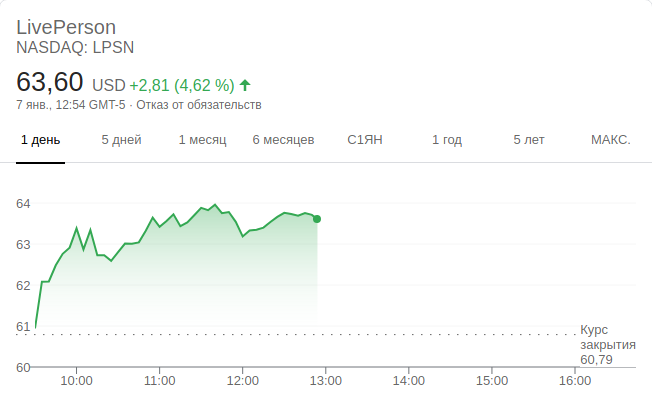 LivePerson
NASDAQ: LPSN
63,60 USD +2,81 (4,62 %)
7 янв., 12:54 GMT-5 · Отказ от обязательств
1 день 5 дней 1 месяц 6 месяцев С1ЯН 1 год 5 лет МАКС.
64
63
62
61
60
Курс
закрытия
60,79
10:00 11:00 12:00 13:00 14:00 15:00 16:00